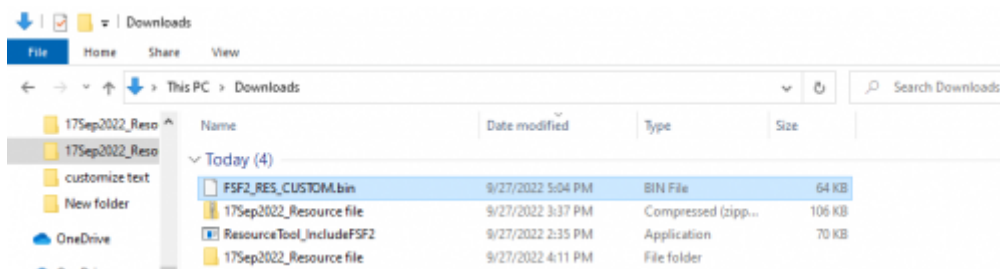 Downloads
File Home Share View
This PC > Downloads Search Downloads
17Sep2022_Reso
17Sep2022_Reso
customize text
New folder
OneDrive
Name Date modified Type Size
Today (4)
FSF2_RES_CUSTOM.bin 9/27/2022 5:04 PM BIN File 64 KB
17Sep2022_Resource file 9/27/2022 3:37 PM Compressed (zipp... 106 KB
ResourceTool_IncludeFSF2 9/27/2022 2:35 PM Application 70 KB
17Sep2022_Resource file 9/27/2022 4:11 PM File folder